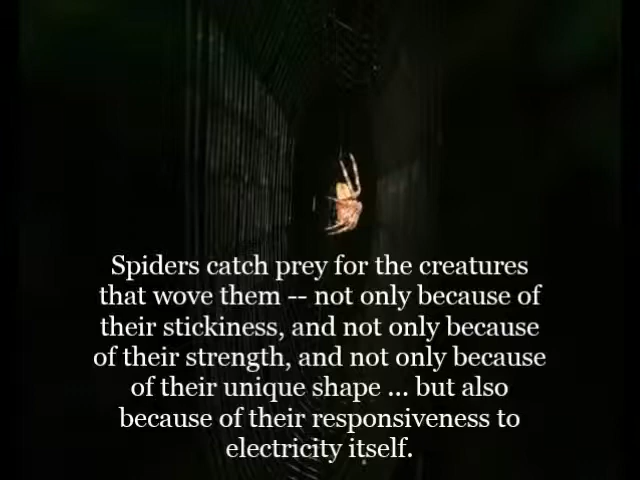 Spiders catch prey for the creatures
that wove them -- not only because of
their stickiness, and not only because
of their strength, and not only because
of their unique shape ... but also
because of their responsiveness to
electricity itself.